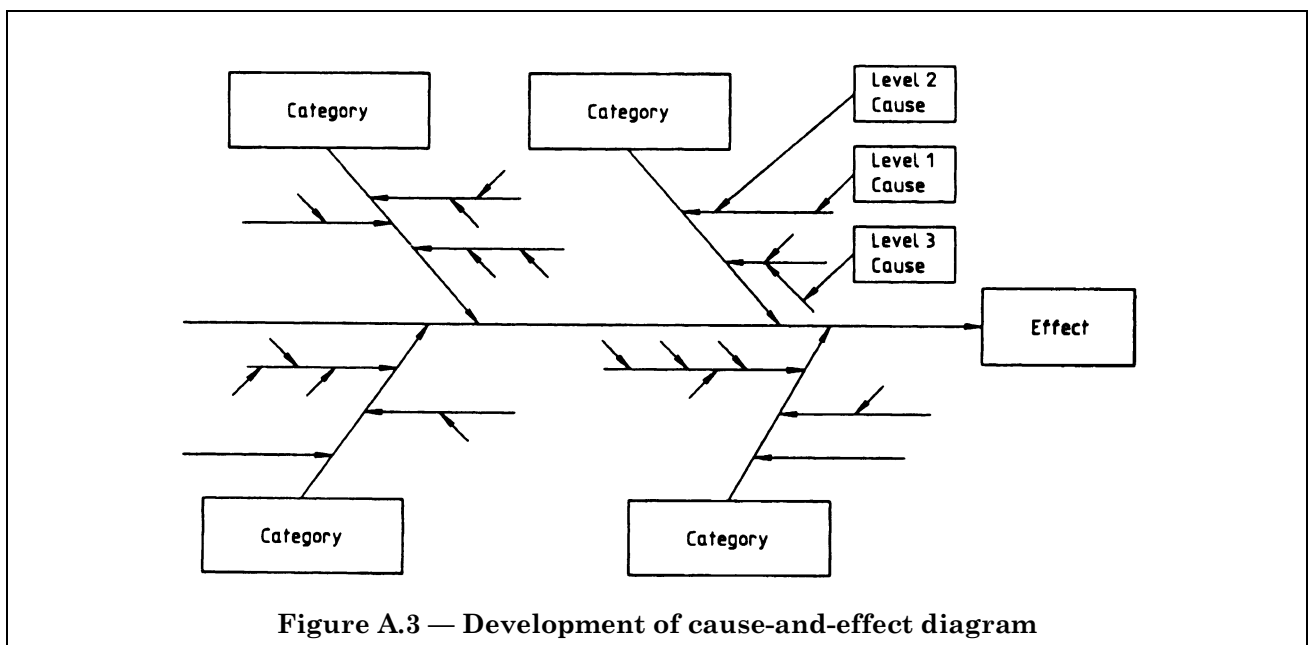 Category
Category
Level 2
Cause
Level 1
Cause
Level 3
Cause
Effect
Category
Category
Figure A.3 — Development of cause-and-effect diagram